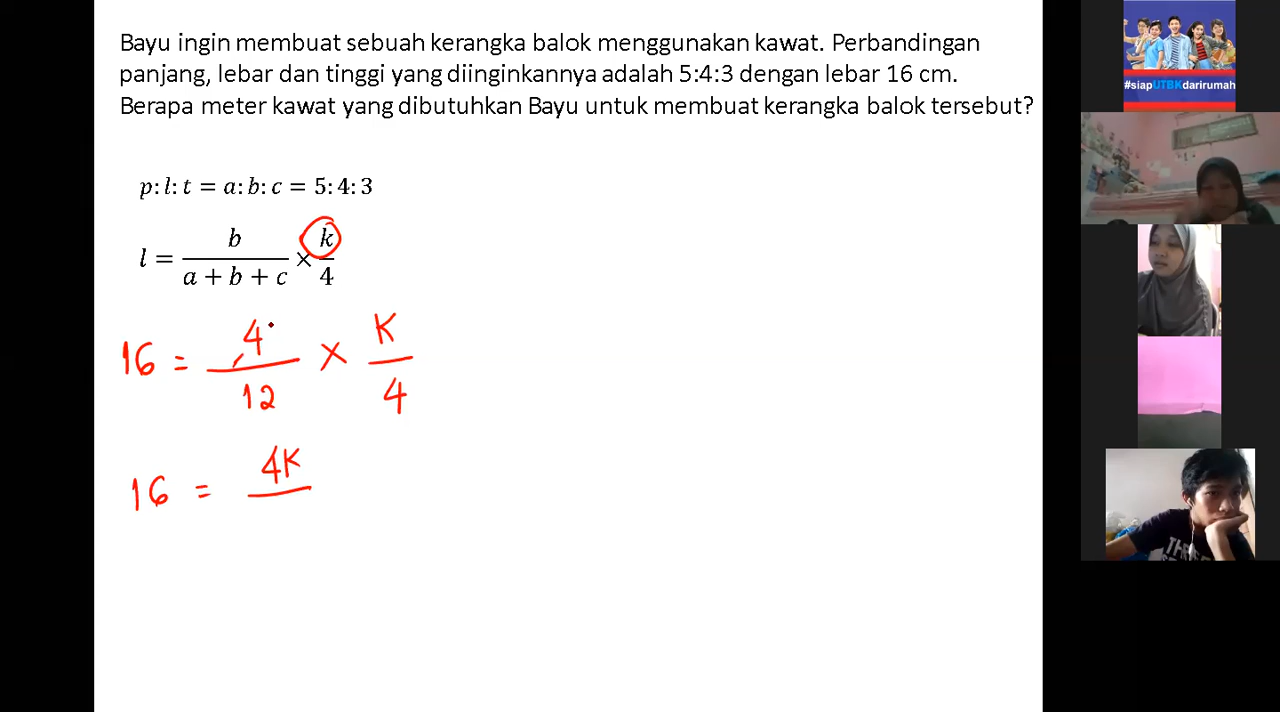 Bayu ingin membuat sebuah kerangka balok menggunakan kawat. Perbandingan
panjang, lebar dan tinggi yang diinginkannya adalah 5:4:3 dengan lebar 16 cm.
Berapa meter kawat yang dibutuhkan Bayu untuk membuat kerangka balok tersebut?
p:l:t = a:b:c = 5:4:3
l = b/(a + b + c) × k/4
16 = 4/12 × K/4
16 = 4K/
#siapUTBKdarirumah